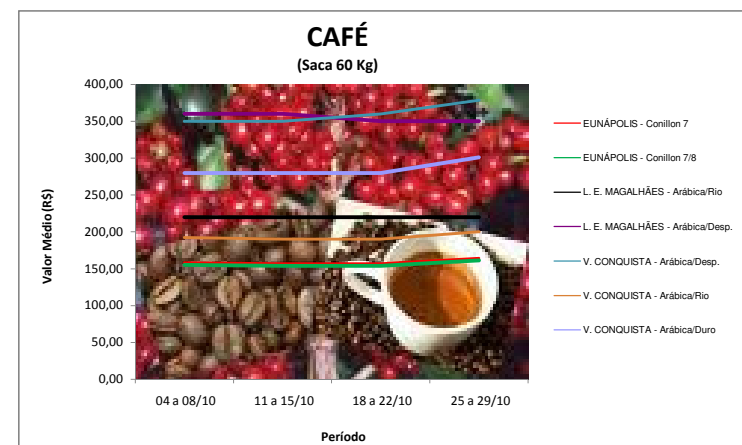 CAFÉ
(Saca 60 Kg)
400,00
350,00
300,00
250,00
200,00
150,00
100,00
50,00
0,00
Valor Médio(R$)
04 a 08/10
11 a 15/10
18 a 22/10
25 a 29/10
Período
EUNÁPOLIS - Conillon 7
EUNÁPOLIS - Conillon 7/8
L. E. MAGALHÃES - Arábica/Rio
L. E. MAGALHÃES - Arábica/Desp.
V. CONQUISTA - Arábica/Desp.
V. CONQUISTA - Arábica/Rio
V. CONQUISTA - Arábica/Duro